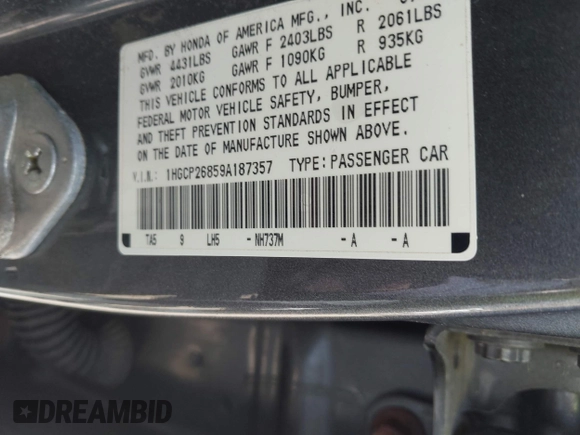 MFD. BY HONDA OF AMERICA MFG., INC.
GVWR 4431LBS GAWR F 2403LBS R 2061LBS
GVWR 2010KG GAWR F 1090KG R 935KG
THIS VEHICLE CONFORMS TO ALL APPLICABLE
FEDERAL MOTOR VEHICLE SAFETY, BUMPER,
AND THEFT PREVENTION STANDARDS IN EFFECT
ON THE DATE OF MANUFACTURE SHOWN ABOVE.
V.I.N.: 1HGCP26859A187357 TYPE:PASSENGER CAR
TA5 9 LH5 -NH737M -A -A
DREAMBID